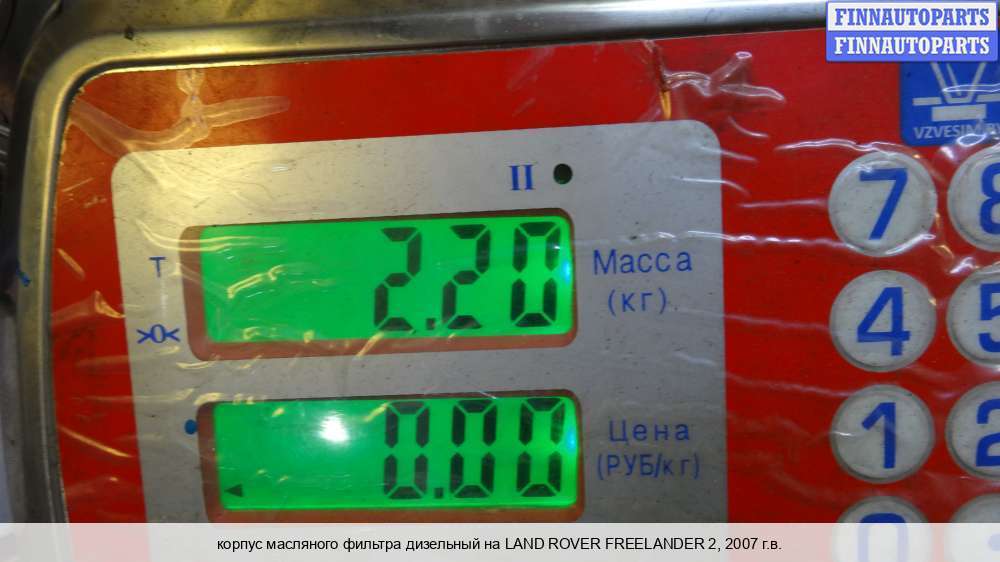 FINNAUTOPARTS
FINNAUTOPARTS
VZVESIM
II
T
2.20
Масса
(кг)
>0<
7
8
4
5
0.00
Цена
(РУБ/кг)
1
2
0
корпус масляного фильтра дизельный на LAND ROVER FREELANDER 2, 2007 г.в.